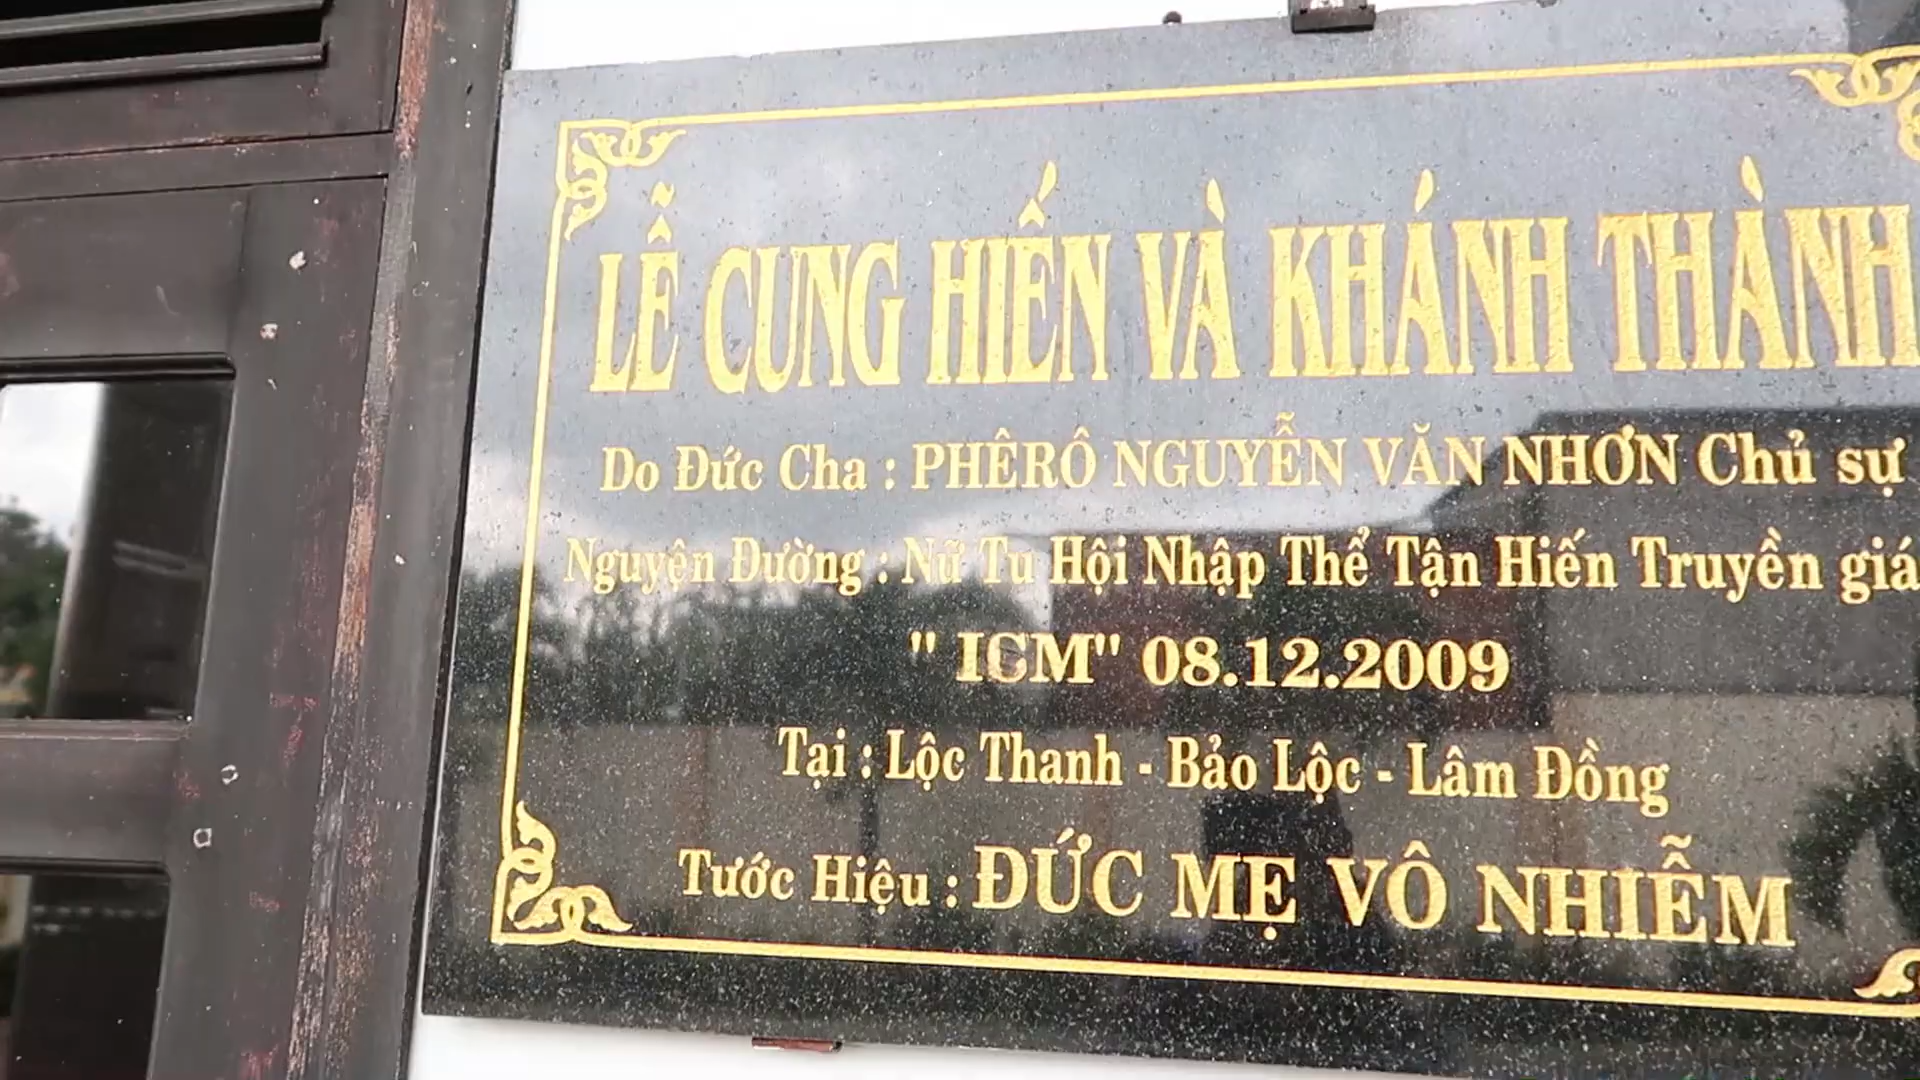 LỄ CUNG HIẾN VÀ KHÁNH THÀNH
Do Đức Cha : PHÊRÔ NGUYỄN VĂN NHƠN Chủ sự
Nguyện Đường : Nữ Tu Hội Nhập Thể Tận Hiến Truyền giá
" ICM" 08.12.2009
Tại : Lộc Thanh - Bảo Lộc - Lâm Đồng
Tước Hiệu : ĐỨC MẸ VÔ NHIỄM